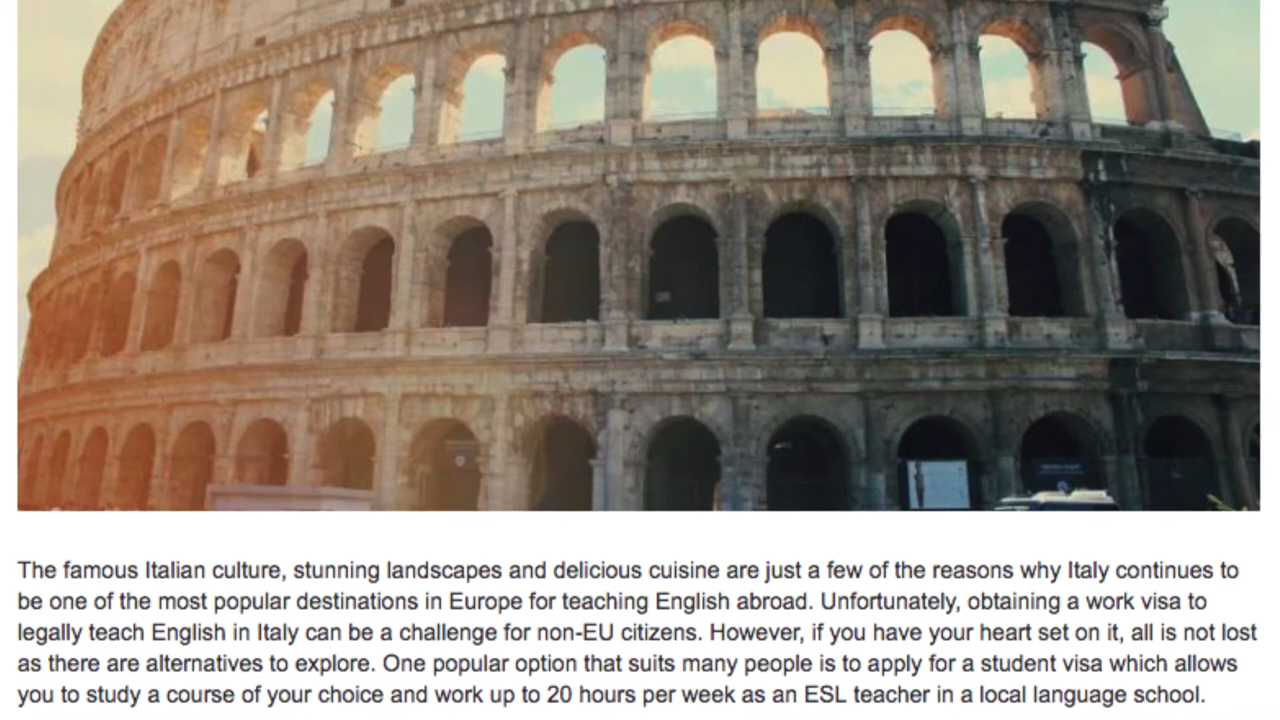 The famous Italian culture, stunning landscapes and delicious cuisine are just a few of the reasons why Italy continues to
be one of the most popular destinations in Europe for teaching English abroad. Unfortunately, obtaining a work visa to
legally teach English in Italy can be a challenge for non-EU citizens. However, if you have your heart set on it, all is not lost
as there are alternatives to explore. One popular option that suits many people is to apply for a student visa which allows
you to study a course of your choice and work up to 20 hours per week as an ESL teacher in a local language school.